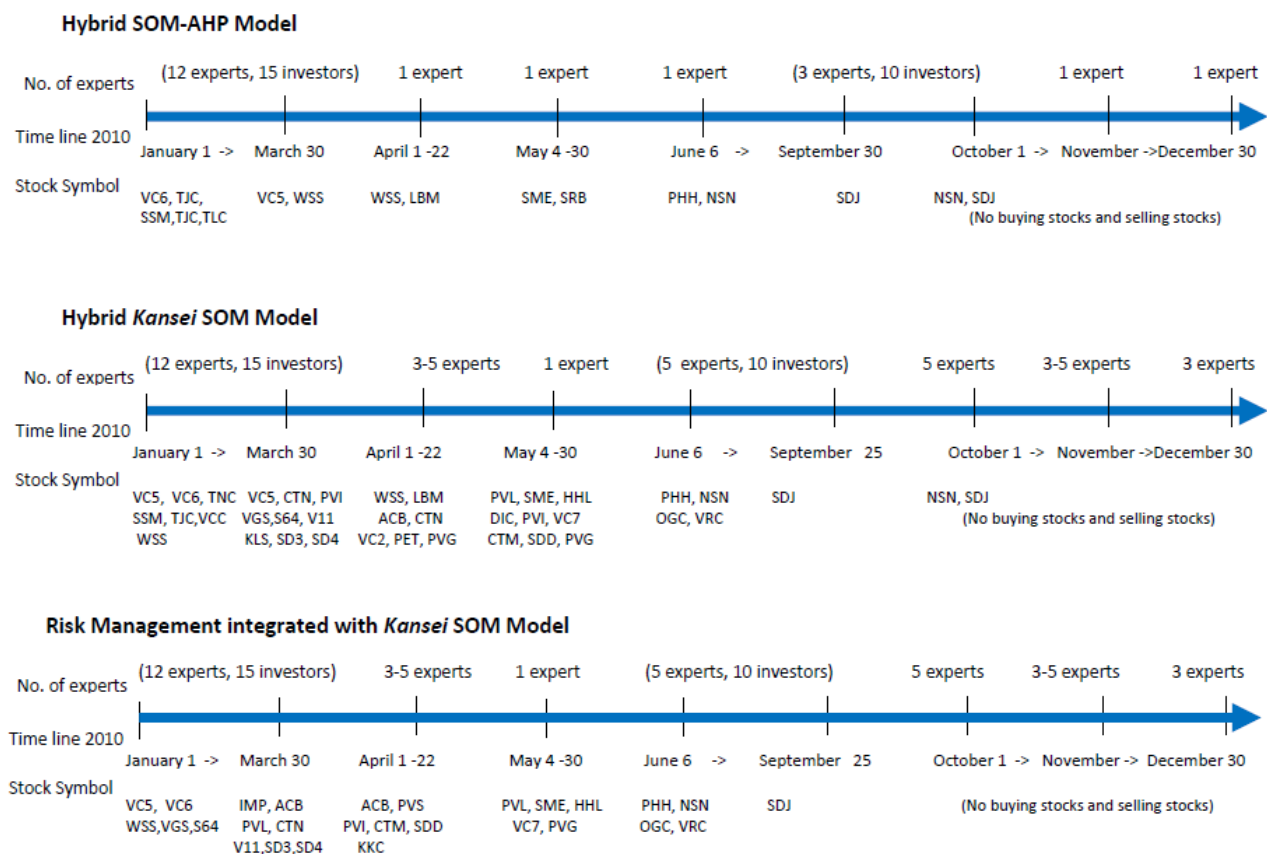 Hybrid SOM-AHP Model
No. of experts (12 experts, 15 investors) 1 expert 1 expert 1 expert (3 experts, 10 investors) 1 expert 1 expert
Time line 2010
January 1 -> March 30 April 1 -22 May 4 -30 June 6 -> September 30 October 1 -> November ->December 30
Stock Symbol
VC6, TJC, VC5, WSS WSS, LBM SME, SRB PHH, NSN SDJ NSN, SDJ
SSM,TJC,TLC (No buying stocks and selling stocks)
Hybrid Kansei SOM Model
No. of experts (12 experts, 15 investors) 3-5 experts 1 expert (5 experts, 10 investors) 5 experts 3-5 experts 3 experts
Time line 2010
January 1 -> March 30 April 1 -22 May 4 -30 June 6 -> September 25 October 1 -> November ->December 30
Stock Symbol
VC5, VC6, TNC VC5, CTN, PVI WSS, LBM PVL, SME, HHL PHH, NSN SDJ NSN, SDJ
SSM, TJC,VCC VGS,S64, V11 ACB, CTN DIC, PVI, VC7 OGC, VRC (No buying stocks and selling stocks)
WSS KLS, SD3, SD4 VC2, PET, PVG CTM, SDD, PVG
Risk Management integrated with Kansei SOM Model
No. of experts (12 experts, 15 investors) 3-5 experts 1 expert (5 experts, 10 investors) 5 experts 3-5 experts 3 experts
Time line 2010
January 1 -> March 30 April 1 -22 May 4 -30 June 6 -> September 25 October 1 -> November -> December 30
Stock Symbol
VC5, VC6 IMP, ACB ACB, PVS PVL, SME, HHL PHH, NSN SDJ (No buying stocks and selling stocks)
WSS,VGS,S64 PVL, CTN PVI, CTM, SDD VC7, PVG OGC, VRC
V11,SD3,SD4 KKC